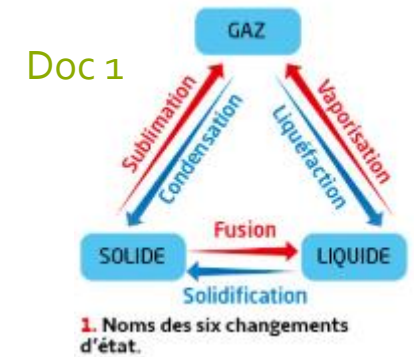 GAZ
Doc 1
Sublimation
Condensation
Liquéfaction
Vaporisation
Fusion
SOLIDE
LIQUIDE
Solidification
1. Noms des six changements
d'état.